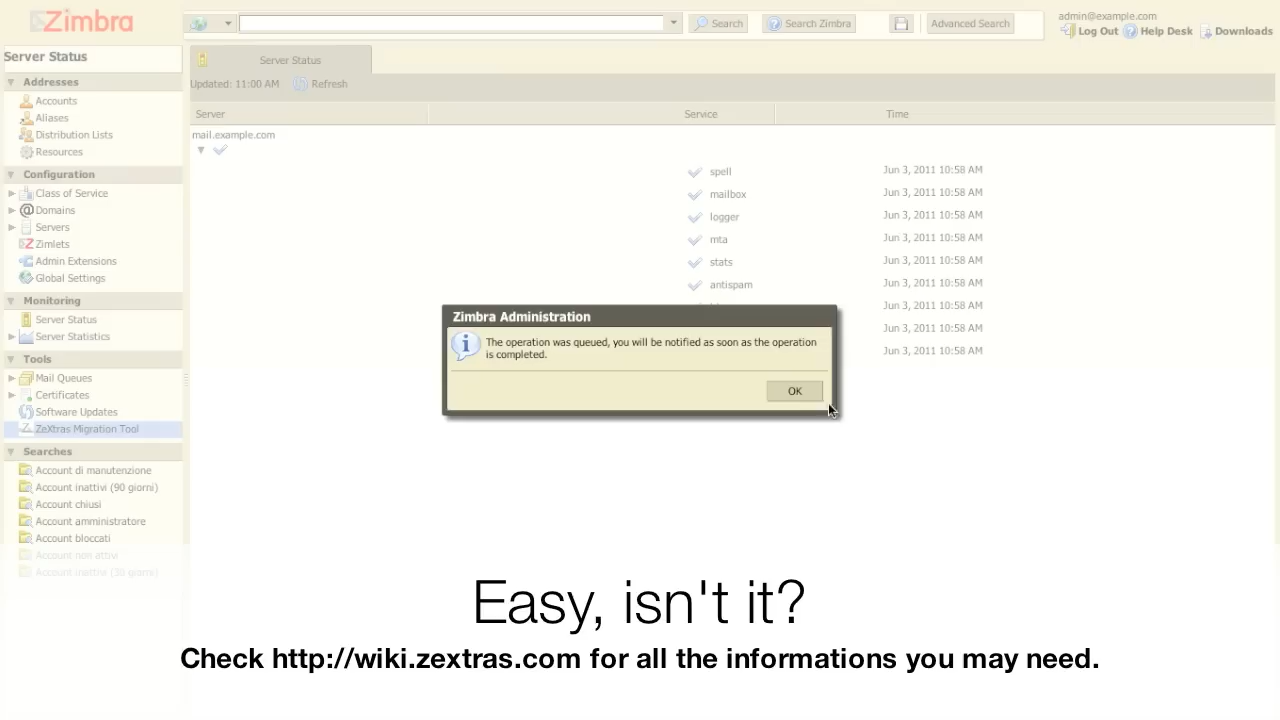 Zimbra
Search
Search Zimbra
Advanced Search
admin@example.com
Log Out
Help Desk
Downloads
Server Status
Server Status
Updated: 11:00 AM
Refresh
Server
Service
Time
Addresses
Accounts
Aliases
Distribution Lists
Resources
Configuration
Class of Service
Domains
Servers
Zimlets
Admin Extensions
Global Settings
Monitoring
Server Status
Server Statistics
Tools
Mail Queues
Certificates
Software Updates
ZeXtras Migration Tool
Searches
Account di manutenzione
Account inattivi (90 giorni)
Account chiusi
Account amministratore
Account bloccati
Account non attivi
Account inattivi (30 giorni)
mail.example.com
spell Jun 3, 2011 10:58 AM
mailbox Jun 3, 2011 10:58 AM
logger Jun 3, 2011 10:58 AM
mta Jun 3, 2011 10:58 AM
stats Jun 3, 2011 10:58 AM
antispam Jun 3, 2011 10:58 AM
Jun 3, 2011 10:58 AM
Jun 3, 2011 10:58 AM
Jun 3, 2011 10:58 AM
Zimbra Administration
The operation was queued, you will be notified as soon as the operation
is completed.
OK
Easy, isn't it?
Check http://wiki.zextras.com for all the informations you may need.